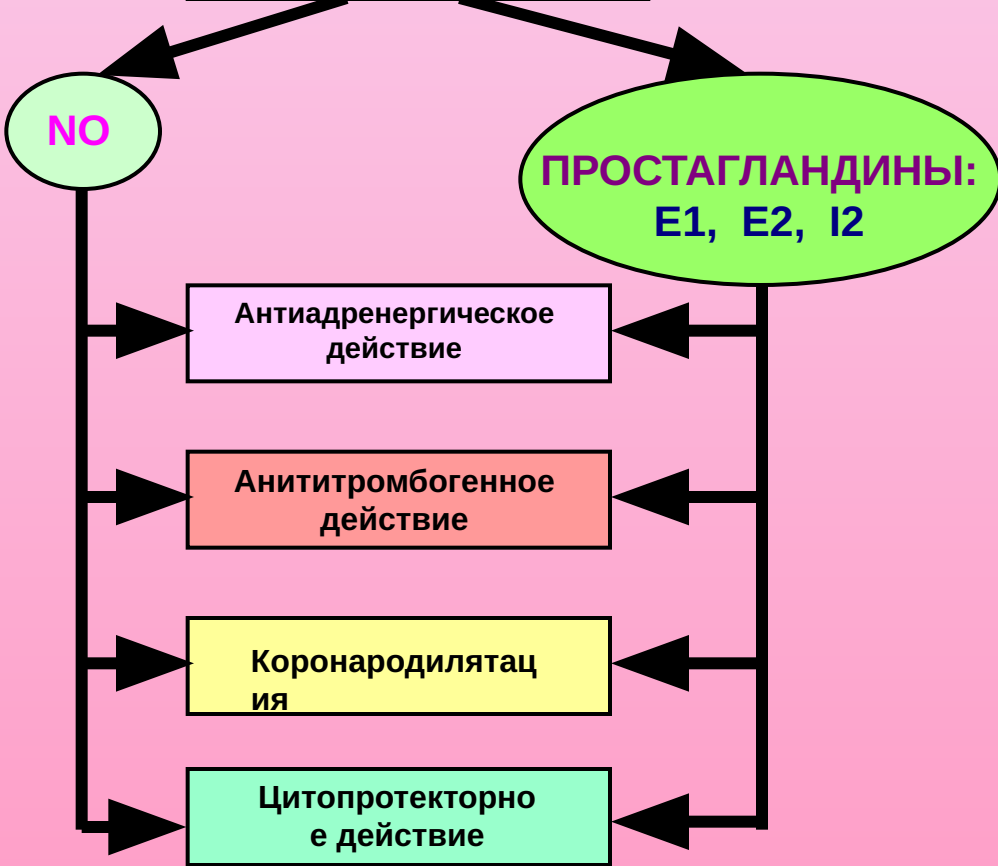 NO
ПРОСТАГЛАНДИНЫ:
E1, E2, I2
Антиадренергическое
действие
Анититромбогенное
действие
Коронародилятац
ия
Цитопротекторно
е действие